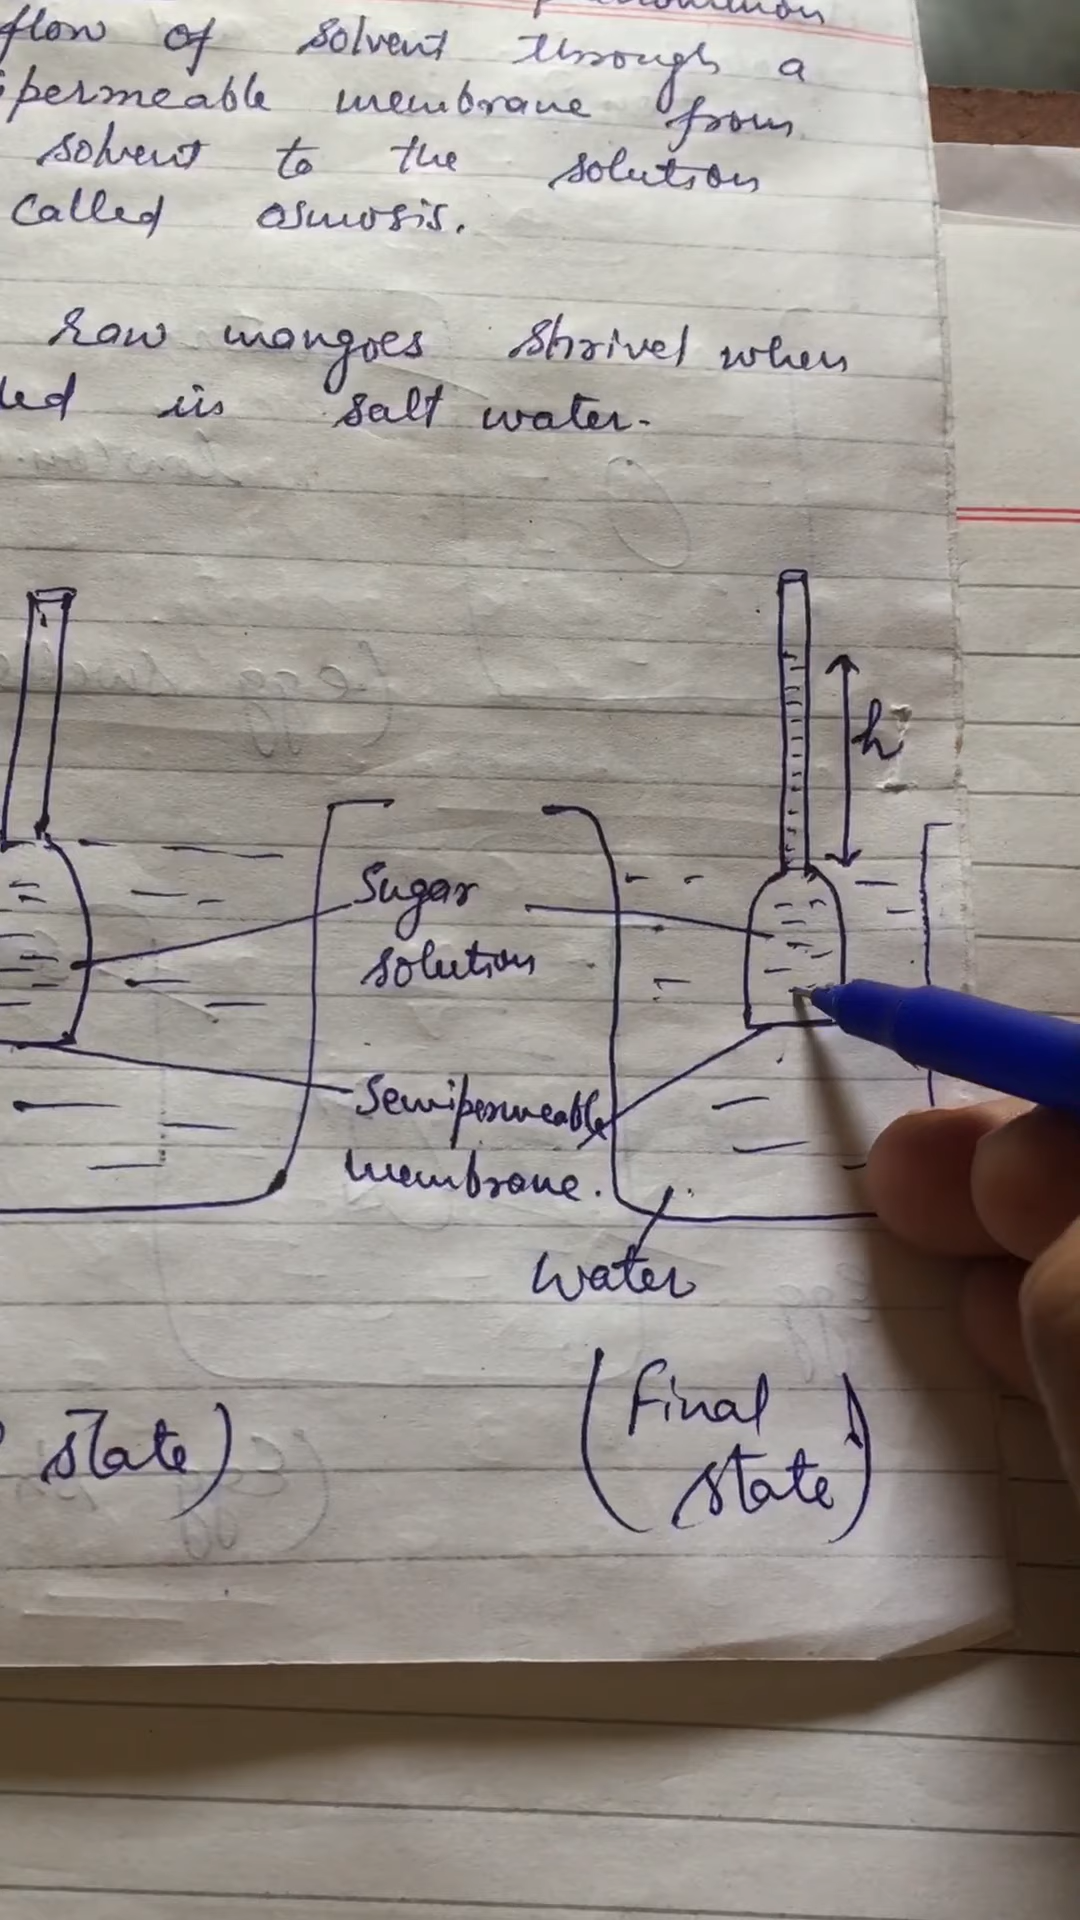 flow of solvent through a
permeable membrane from
solvent to the solution
called osmosis.
raw mangoes shrivel when
in salt water.
h
Sugar
solution
Semipermeable
membrane.
Water
state)
(Final
state)